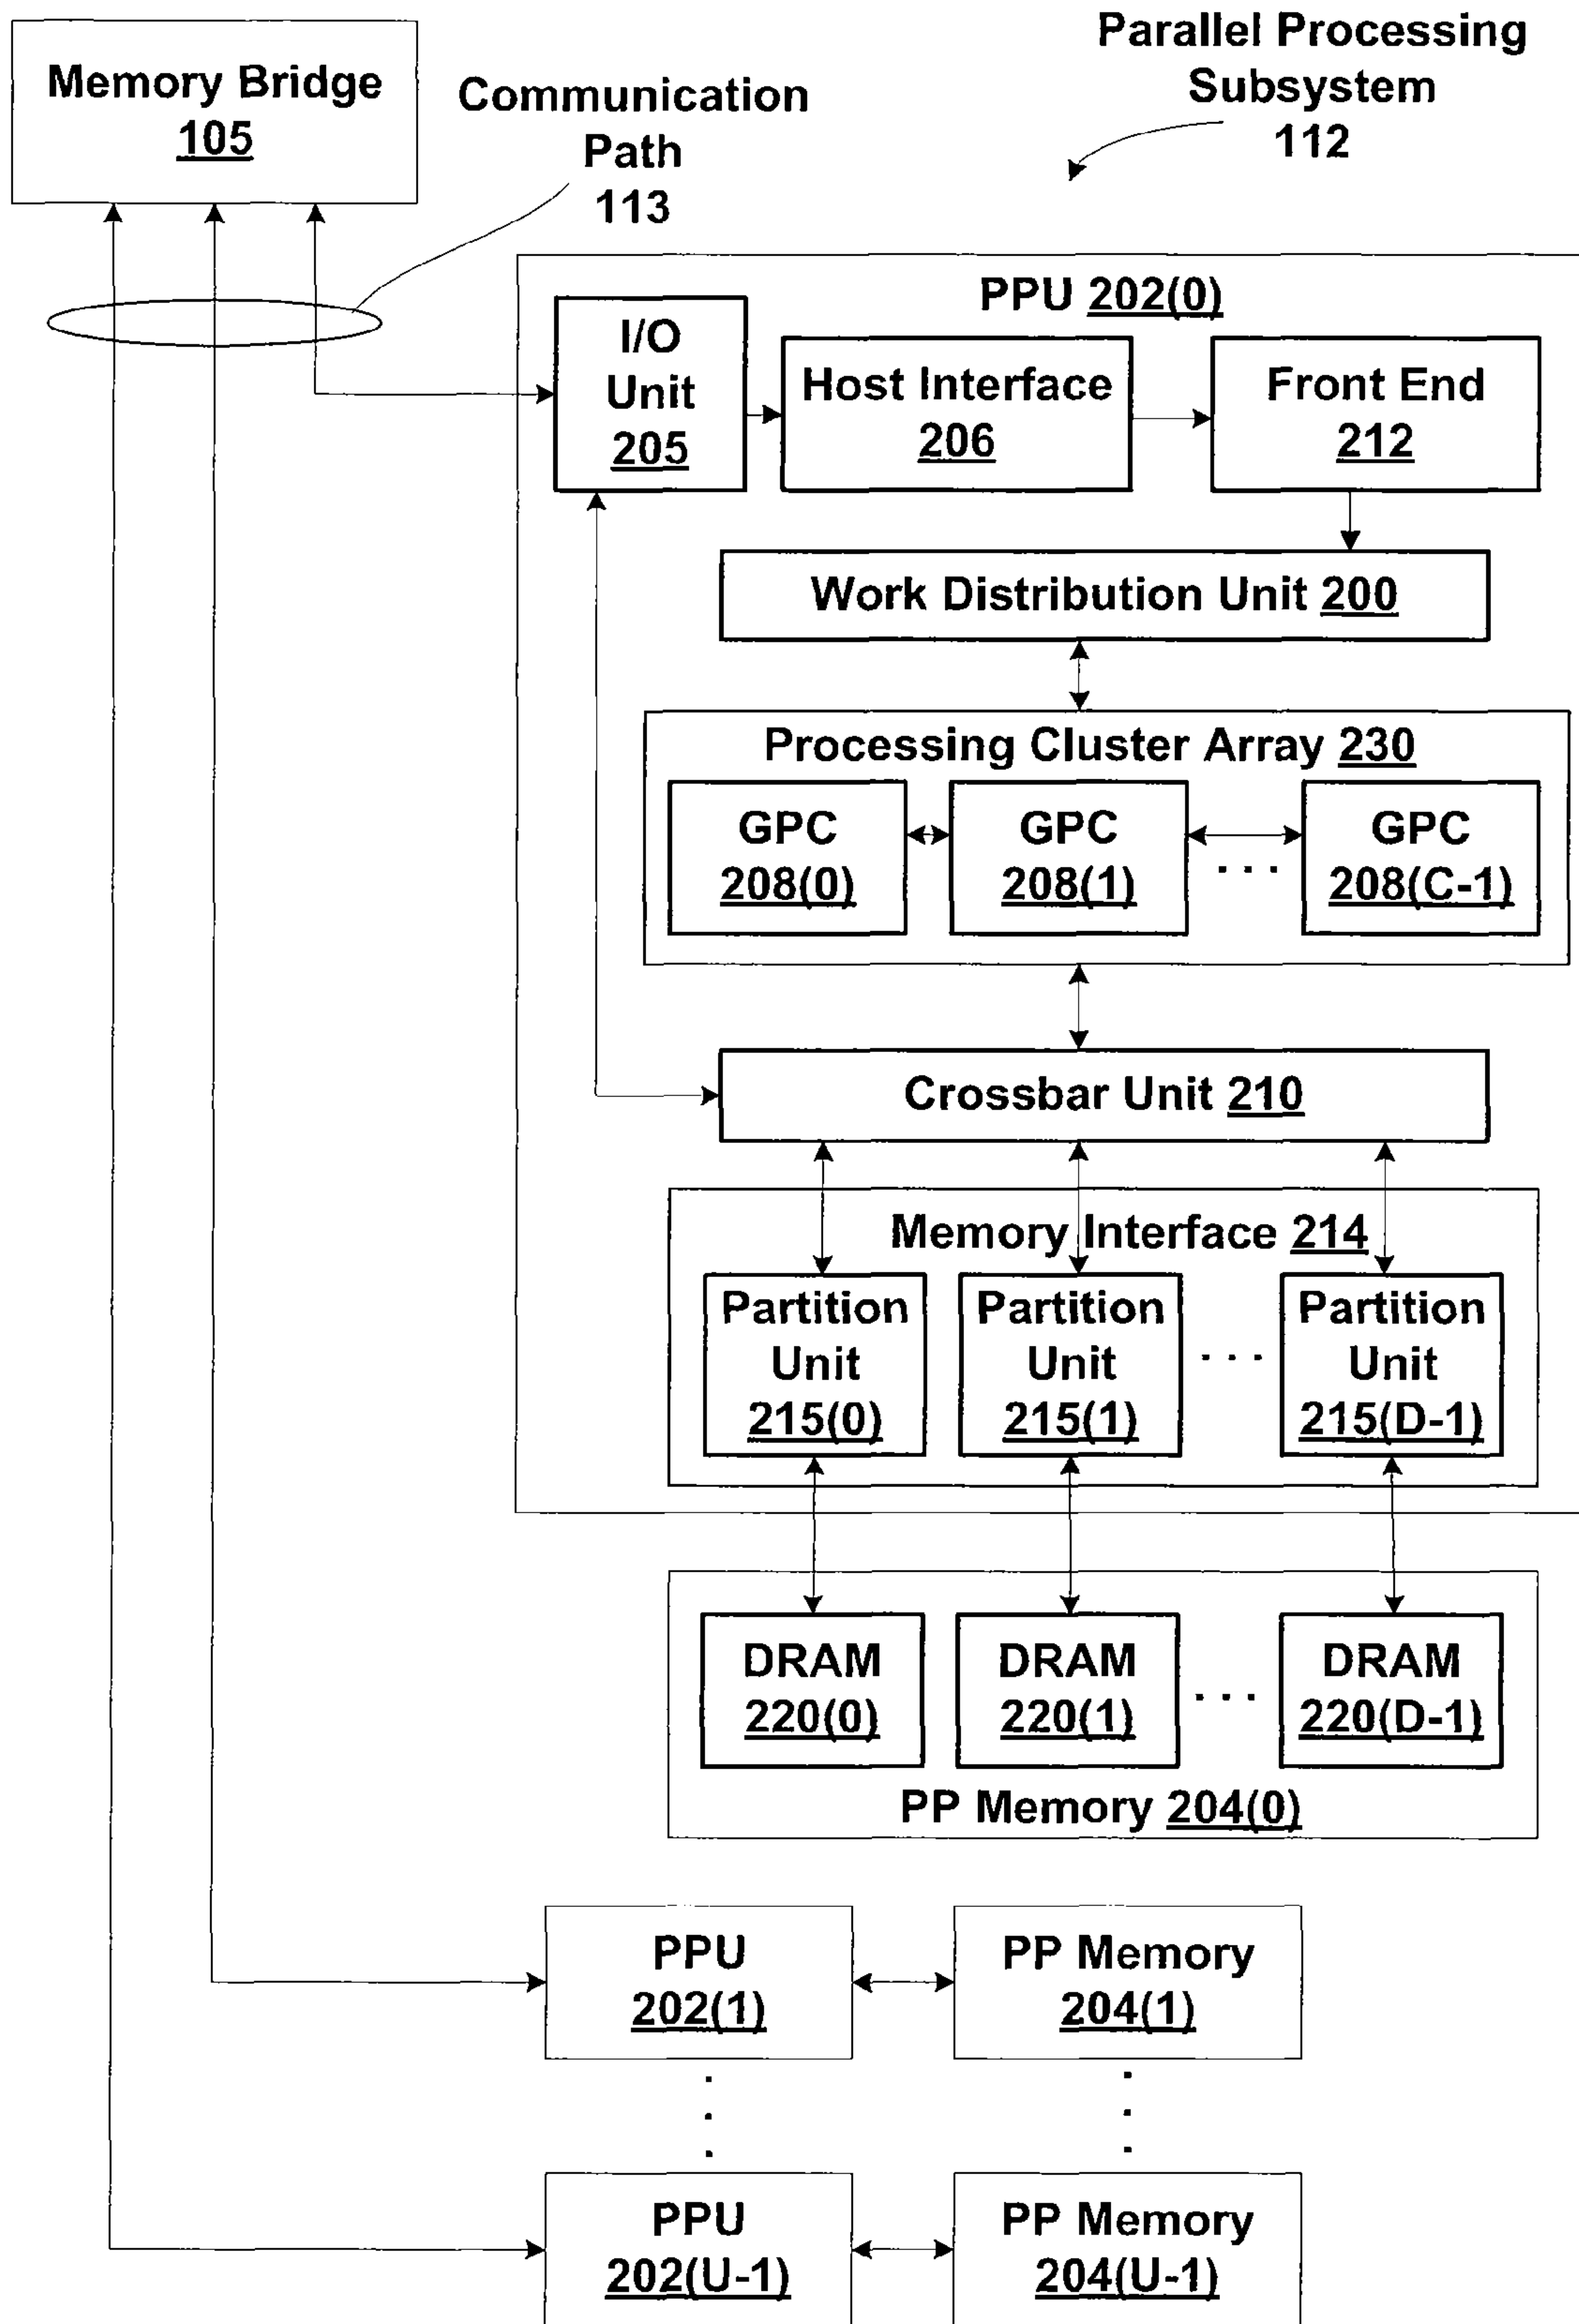 Parallel Processing
Subsystem
112
Memory Bridge
105
Communication
Path
113
PPU 202(0)
I/O
Unit
205
Host Interface
206
Front End
212
Work Distribution Unit 200
Processing Cluster Array 230
GPC
208(0)
GPC
208(1)
. . .
GPC
208(C-1)
Crossbar Unit 210
Memory Interface 214
Partition
Unit
215(0)
Partition
Unit
215(1)
. . .
Partition
Unit
215(D-1)
DRAM
220(0)
DRAM
220(1)
. . .
DRAM
220(D-1)
PP Memory 204(0)
PPU
202(1)
PP Memory
204(1)
PPU
202(U-1)
PP Memory
204(U-1)